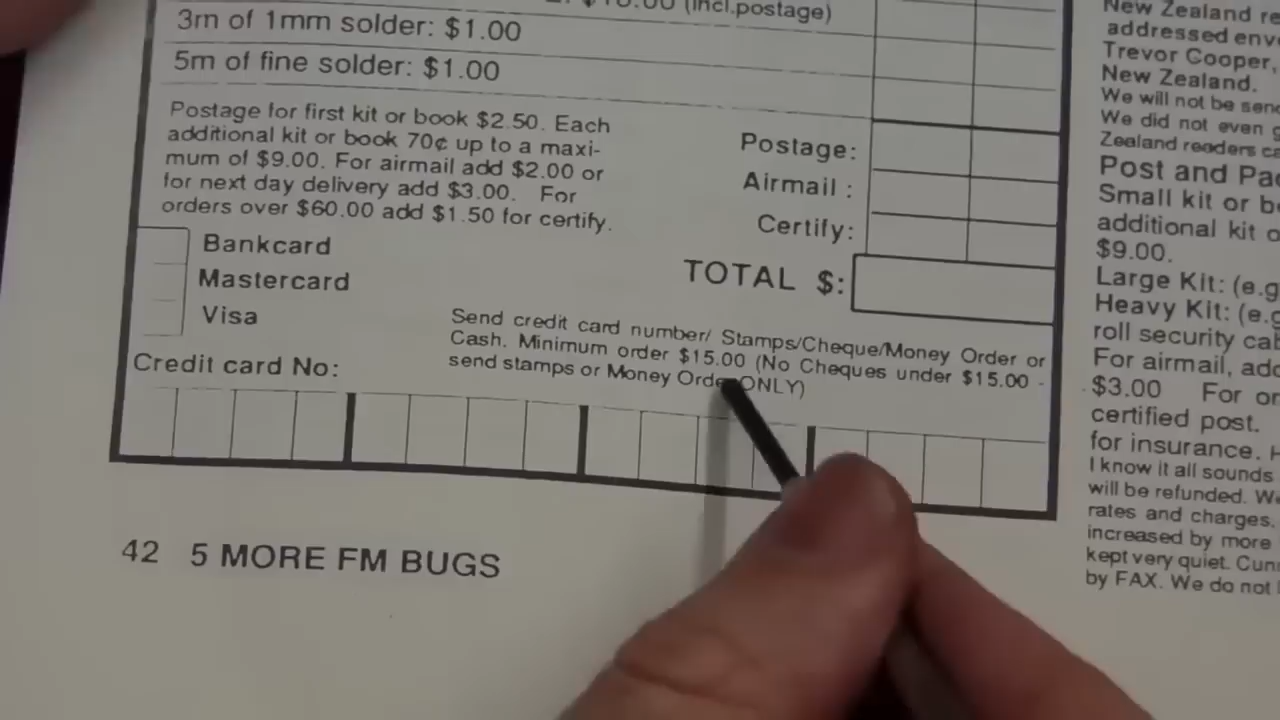 $10.00 (incl.postage)
3m of 1mm solder: $1.00
5m of fine solder: $1.00
Postage for first kit or book $2.50. Each
additional kit or book 70¢ up to a maxi-
mum of $9.00. For airmail add $2.00 or
for next day delivery add $3.00. For
orders over $60.00 add $1.50 for certify.
Postage:
Airmail :
Certify:
TOTAL $:
Bankcard
Mastercard
Visa
Send credit card number/ Stamps/Cheque/Money Order or
Cash. Minimum order $15.00 (No Cheques under $15.00 -
send stamps or Money Order ONLY)
Credit card No:
42 5 MORE FM BUGS
New Zealand
addressed
Trevor Cooper,
New Zealand.
We will not be
We did not even
Zealand readers
Post and
Small kit or
additional kit
$9.00.
Large Kit: (e.g
Heavy Kit: (e.
roll security
For airmail,
$3.00 For
certified post.
for insurance.
I know it all sounds
will be refunded.
rates and charges.
increased by more
kept very quiet.
by FAX. We do not